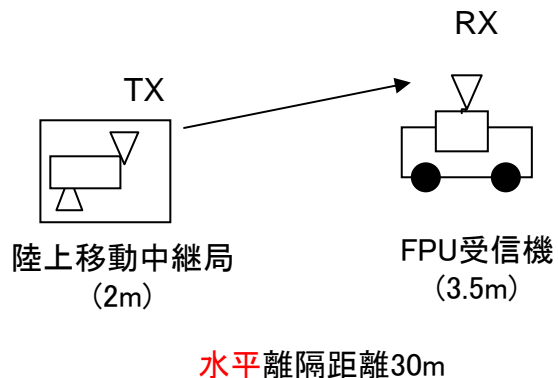 RX
TX
陸上移動中継局
（2m）
FPU受信機
（3.5m）
水平離隔距離30m